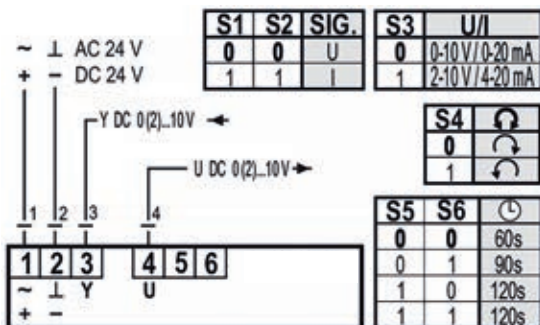 ~ ⊥ AC 24 V
+ − DC 24 V
Y DC 0(2)...10V
U DC 0(2)...10V
1 2 3 4
1 2 3 4 5 6
~ ⊥ Y U
+ −
S1 S2 SIG.
0 0 U
1 1 I
S3 U/I
0 0-10 V/0-20 mA
1 2-10 V/4-20 mA
S4
0
1
S5 S6
0 0 60s
0 1 90s
1 0 120s
1 1 120s